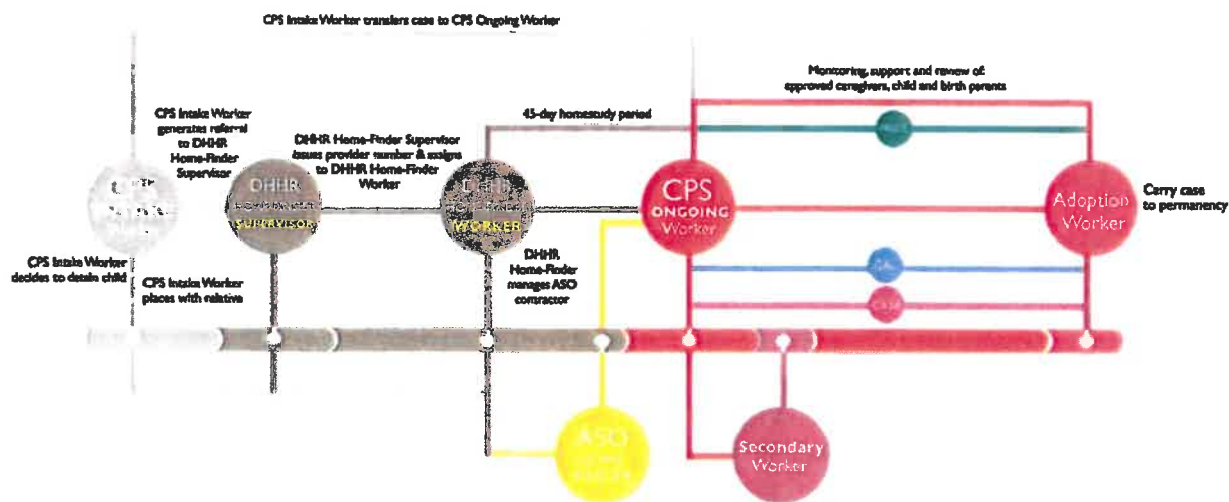 CPS Intake Worker transfers case to CPS Ongoing Worker
Monitoring, support and review of
approved caregivers, child and birth parents
CPS Intake Worker
generates referral
to DHHR
Home-Finder
Supervisor
45-day homestudy period
DHHR Home-Finder Supervisor
issues provider number & assigns
to DHHR Home-Finder
Worker
CPS
DHHR
SUPERVISOR
WORKER
CPS
ONGOING
Worker
Adoption
Worker
Carry case
to permanency
CPS Intake Worker
decides to detain child
CPS Intake Worker
places with relative
DHHR
Home-Finder
manages ASO
contractor
ASO
Secondary
Worker